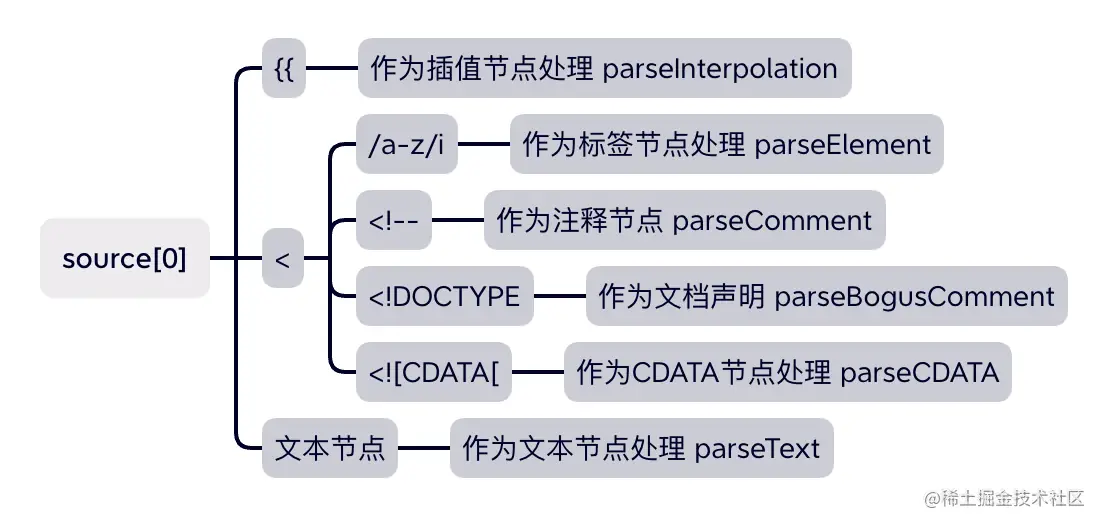 {{
作为插值节点处理 parseInterpolation
/a-z/i
作为标签节点处理 parseElement
<!--
作为注释节点 parseComment
source[0]
<
<!DOCTYPE
作为文档声明 parseBogusComment
<![CDATA[
作为CDATA节点处理 parseCDATA
文本节点
作为文本节点处理 parseText
@稀土掘金技术社区